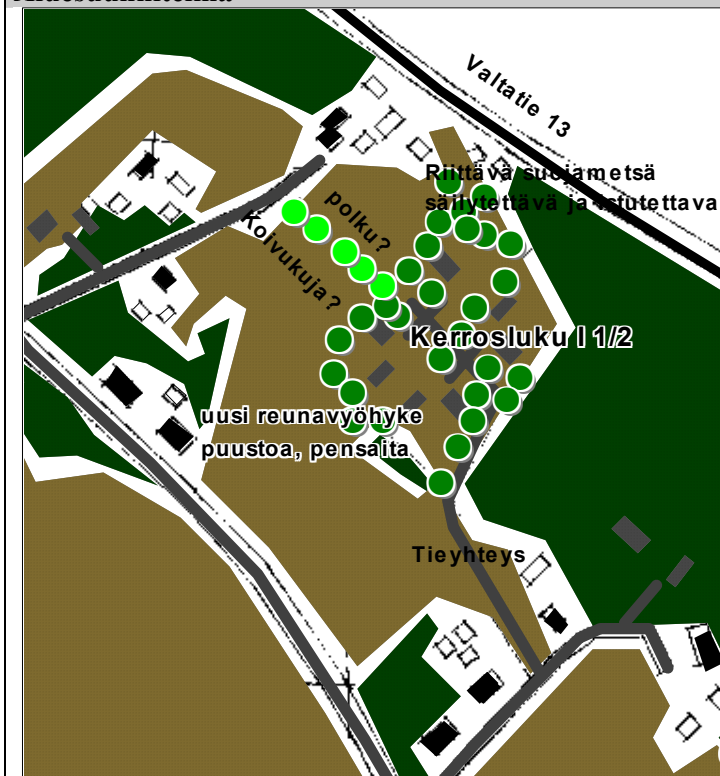 Valtatie 13
Riittävä suojametsä
säilytettävä ja istutettava
polku?
Koivukuja?
Kerrosluku I 1/2
uusi reunavyöhyke
puustoa, pensaita
Tieyhteys